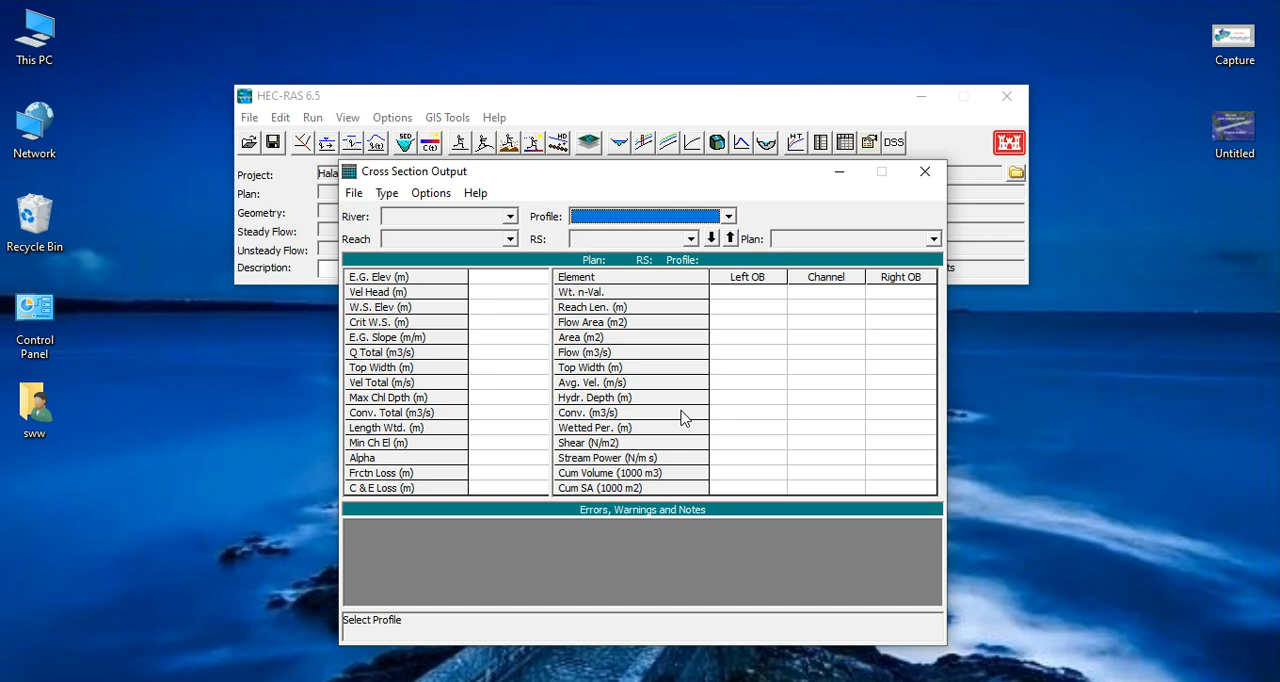 This PC
Network
Recycle Bin
Control
Panel
sww
Capture
Untitled
HEC-RAS 6.5
File Edit Run View Options GIS Tools Help
SED
C(t)
HD
H,T
DSS
Project: Hala
Plan:
Geometry:
Steady Flow:
Unsteady Flow:
Description:
ts
Cross Section Output
File Type Options Help
River: Profile:
Reach RS: Plan:
Plan: RS: Profile:
E.G. Elev (m)
Vel Head (m)
W.S. Elev (m)
Crit W.S. (m)
E.G. Slope (m/m)
Q Total (m3/s)
Top Width (m)
Vel Total (m/s)
Max Chl Dpth (m)
Conv. Total (m3/s)
Length Wtd. (m)
Min Ch El (m)
Alpha
Frctn Loss (m)
C & E Loss (m)
Element Left OB Channel Right OB
Wt. n-Val.
Reach Len. (m)
Flow Area (m2)
Area (m2)
Flow (m3/s)
Top Width (m)
Avg. Vel. (m/s)
Hydr. Depth (m)
Conv. (m3/s)
Wetted Per. (m)
Shear (N/m2)
Stream Power (N/m s)
Cum Volume (1000 m3)
Cum SA (1000 m2)
Errors, Warnings and Notes
Select Profile